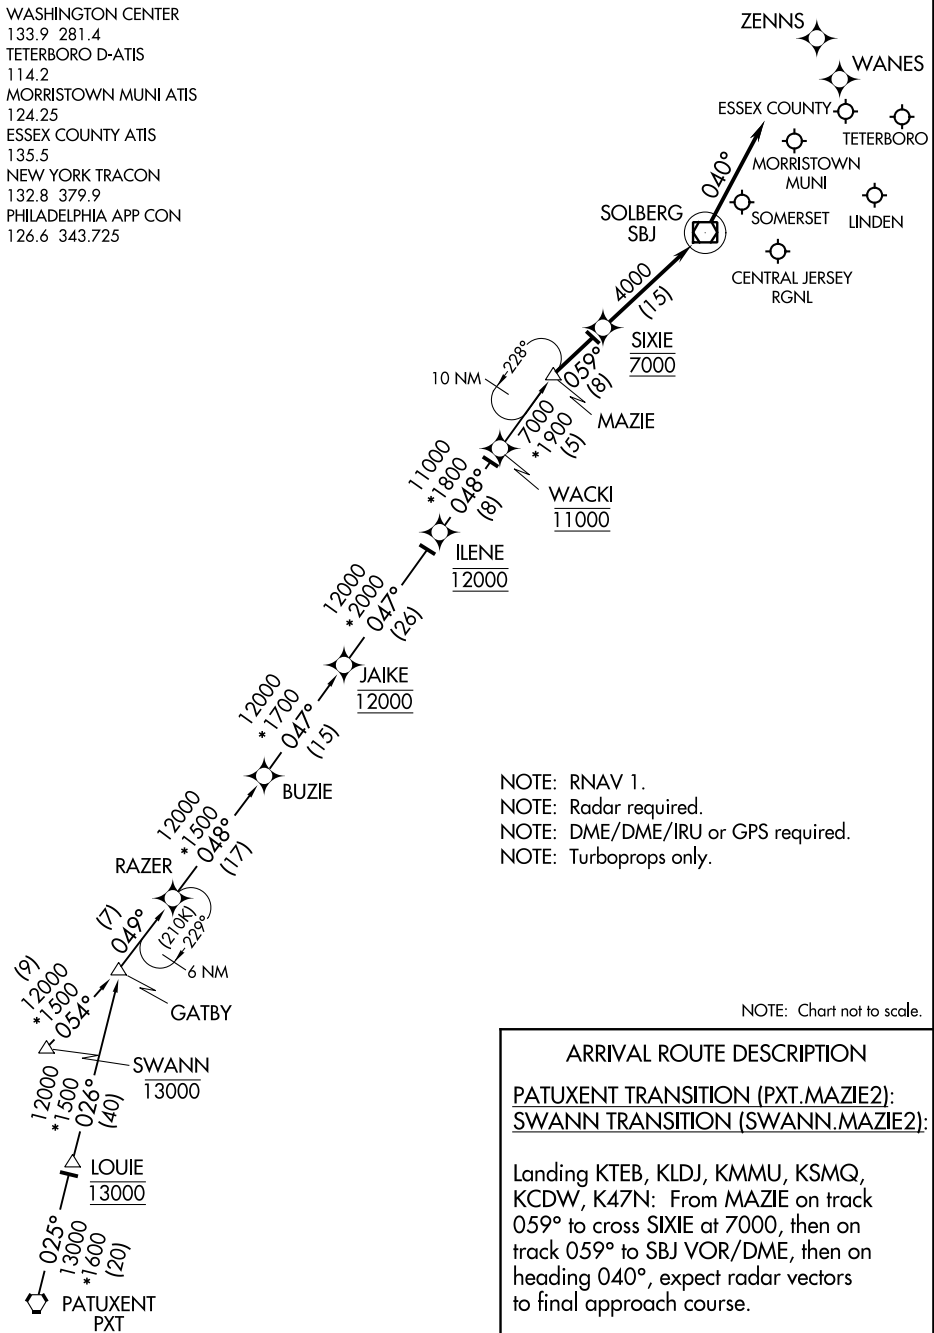 WASHINGTON CENTER
133.9 281.4
TETERBORO D-ATIS
114.2
MORRISTOWN MUNI ATIS
124.25
ESSEX COUNTY ATIS
135.5
NEW YORK TRACON
132.8 379.9
PHILADELPHIA APP CON
126.6 343.725
ZENNS
WANES
ESSEX COUNTY
TETERBORO
MORRISTOWN
MUNI
040°
SOLBERG
SBJ
SOMERSET
LINDEN
CENTRAL JERSEY
RGNL
4000
(15)
SIXIE
7000
228°
10 NM
059°
(8)
MAZIE
7000
*1900
(5)
WACKI
11000
11000
*1800
048°
(8)
ILENE
12000
12000
*2000
047°
(26)
JAIKE
12000
12000
*1700
047°
(15)
BUZIE
12000
*1500
048°
(17)
RAZER
(7)
049°
(210K)
229°
6 NM
GATBY
(9)
12000
*1500
054°
SWANN
13000
12000
*1500
026°
(40)
LOUIE
13000
025°
13000
*1600
(20)
PATUXENT
PXT
NOTE: RNAV 1.
NOTE: Radar required.
NOTE: DME/DME/IRU or GPS required.
NOTE: Turboprops only.
NOTE: Chart not to scale.
ARRIVAL ROUTE DESCRIPTION
PATUXENT TRANSITION (PXT.MAZIE2):
SWANN TRANSITION (SWANN.MAZIE2):
Landing KTEB, KLDJ, KMMU, KSMQ,
KCDW, K47N: From MAZIE on track
059° to cross SIXIE at 7000, then on
track 059° to SBJ VOR/DME, then on
heading 040°, expect radar vectors
to final approach course.